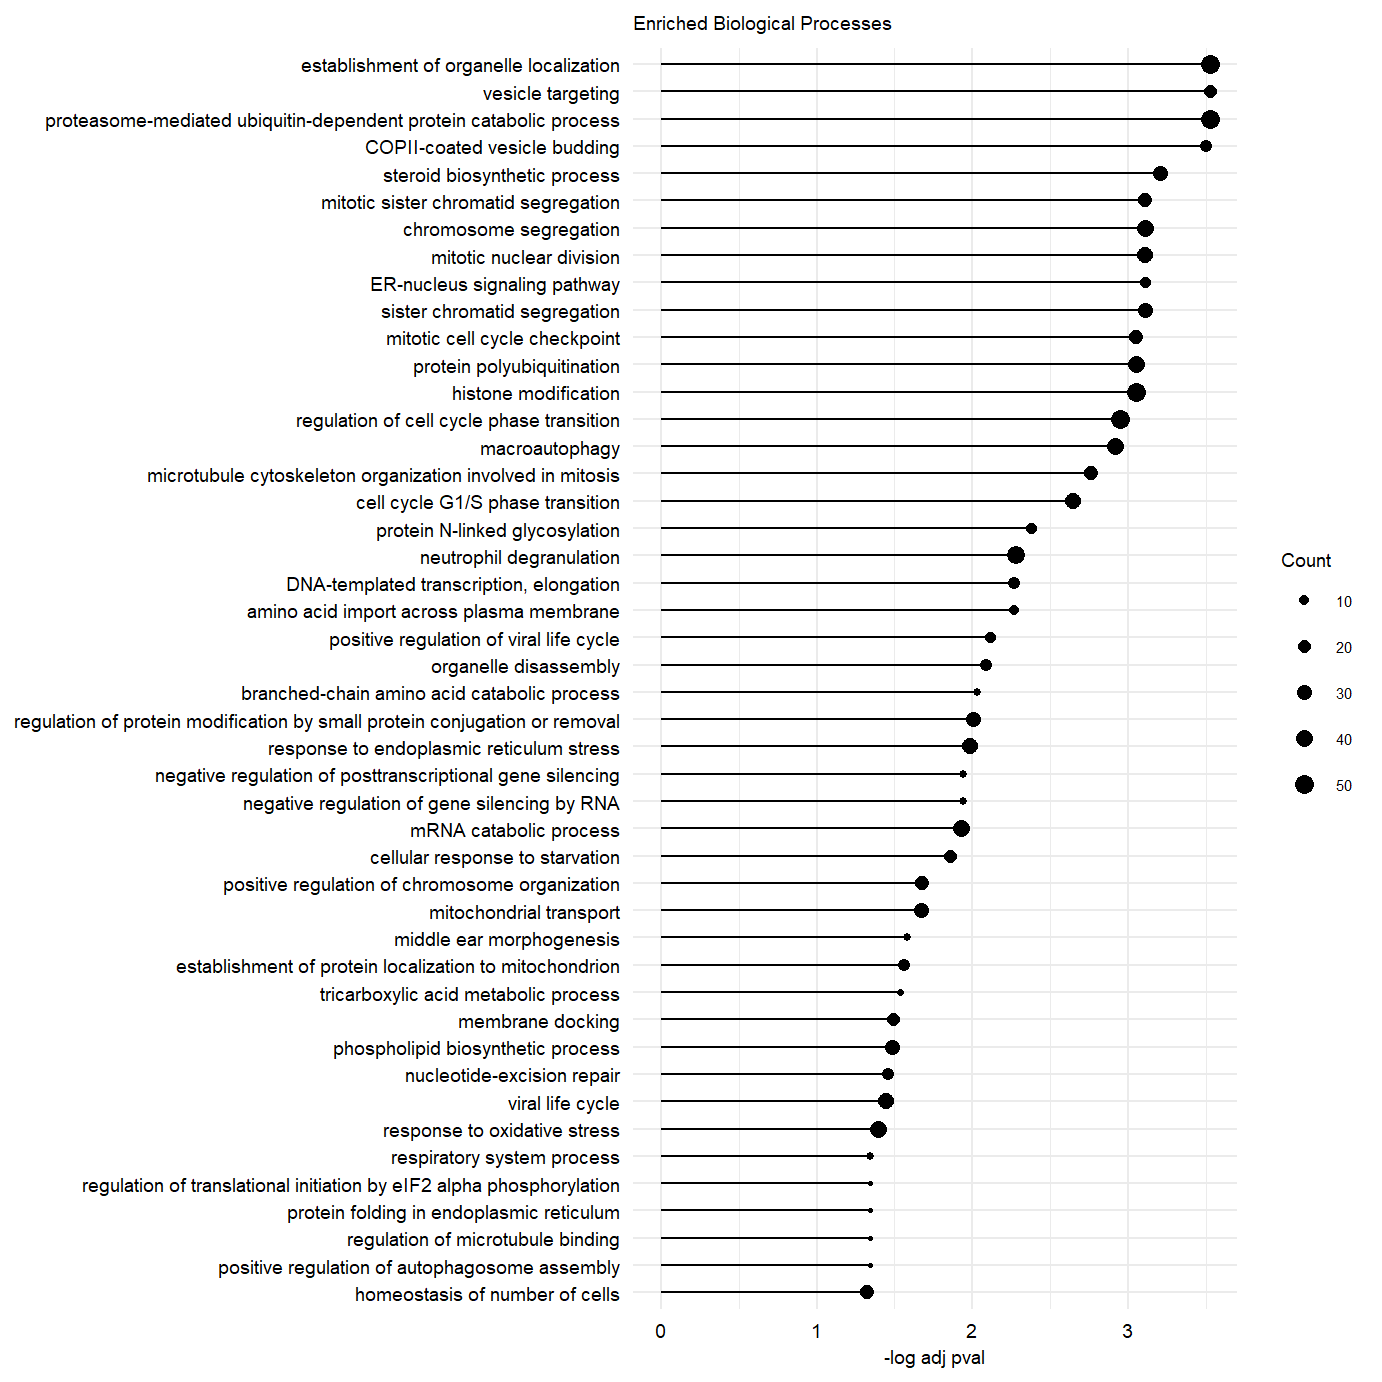 Enriched Biological Processes
establishment of organelle localization
vesicle targeting
proteasome-mediated ubiquitin-dependent protein catabolic process
COPII-coated vesicle budding
steroid biosynthetic process
mitotic sister chromatid segregation
chromosome segregation
mitotic nuclear division
ER-nucleus signaling pathway
sister chromatid segregation
mitotic cell cycle checkpoint
protein polyubiquitination
histone modification
regulation of cell cycle phase transition
macroautophagy
microtubule cytoskeleton organization involved in mitosis
cell cycle G1/S phase transition
protein N-linked glycosylation
neutrophil degranulation
DNA-templated transcription, elongation
amino acid import across plasma membrane
positive regulation of viral life cycle
organelle disassembly
branched-chain amino acid catabolic process
regulation of protein modification by small protein conjugation or removal
response to endoplasmic reticulum stress
negative regulation of posttranscriptional gene silencing
negative regulation of gene silencing by RNA
mRNA catabolic process
cellular response to starvation
positive regulation of chromosome organization
mitochondrial transport
middle ear morphogenesis
establishment of protein localization to mitochondrion
tricarboxylic acid metabolic process
membrane docking
phospholipid biosynthetic process
nucleotide-excision repair
viral life cycle
response to oxidative stress
respiratory system process
regulation of translational initiation by eIF2 alpha phosphorylation
protein folding in endoplasmic reticulum
regulation of microtubule binding
positive regulation of autophagosome assembly
homeostasis of number of cells
0 1 2 3
-log adj pval
Count
10
20
30
40
50